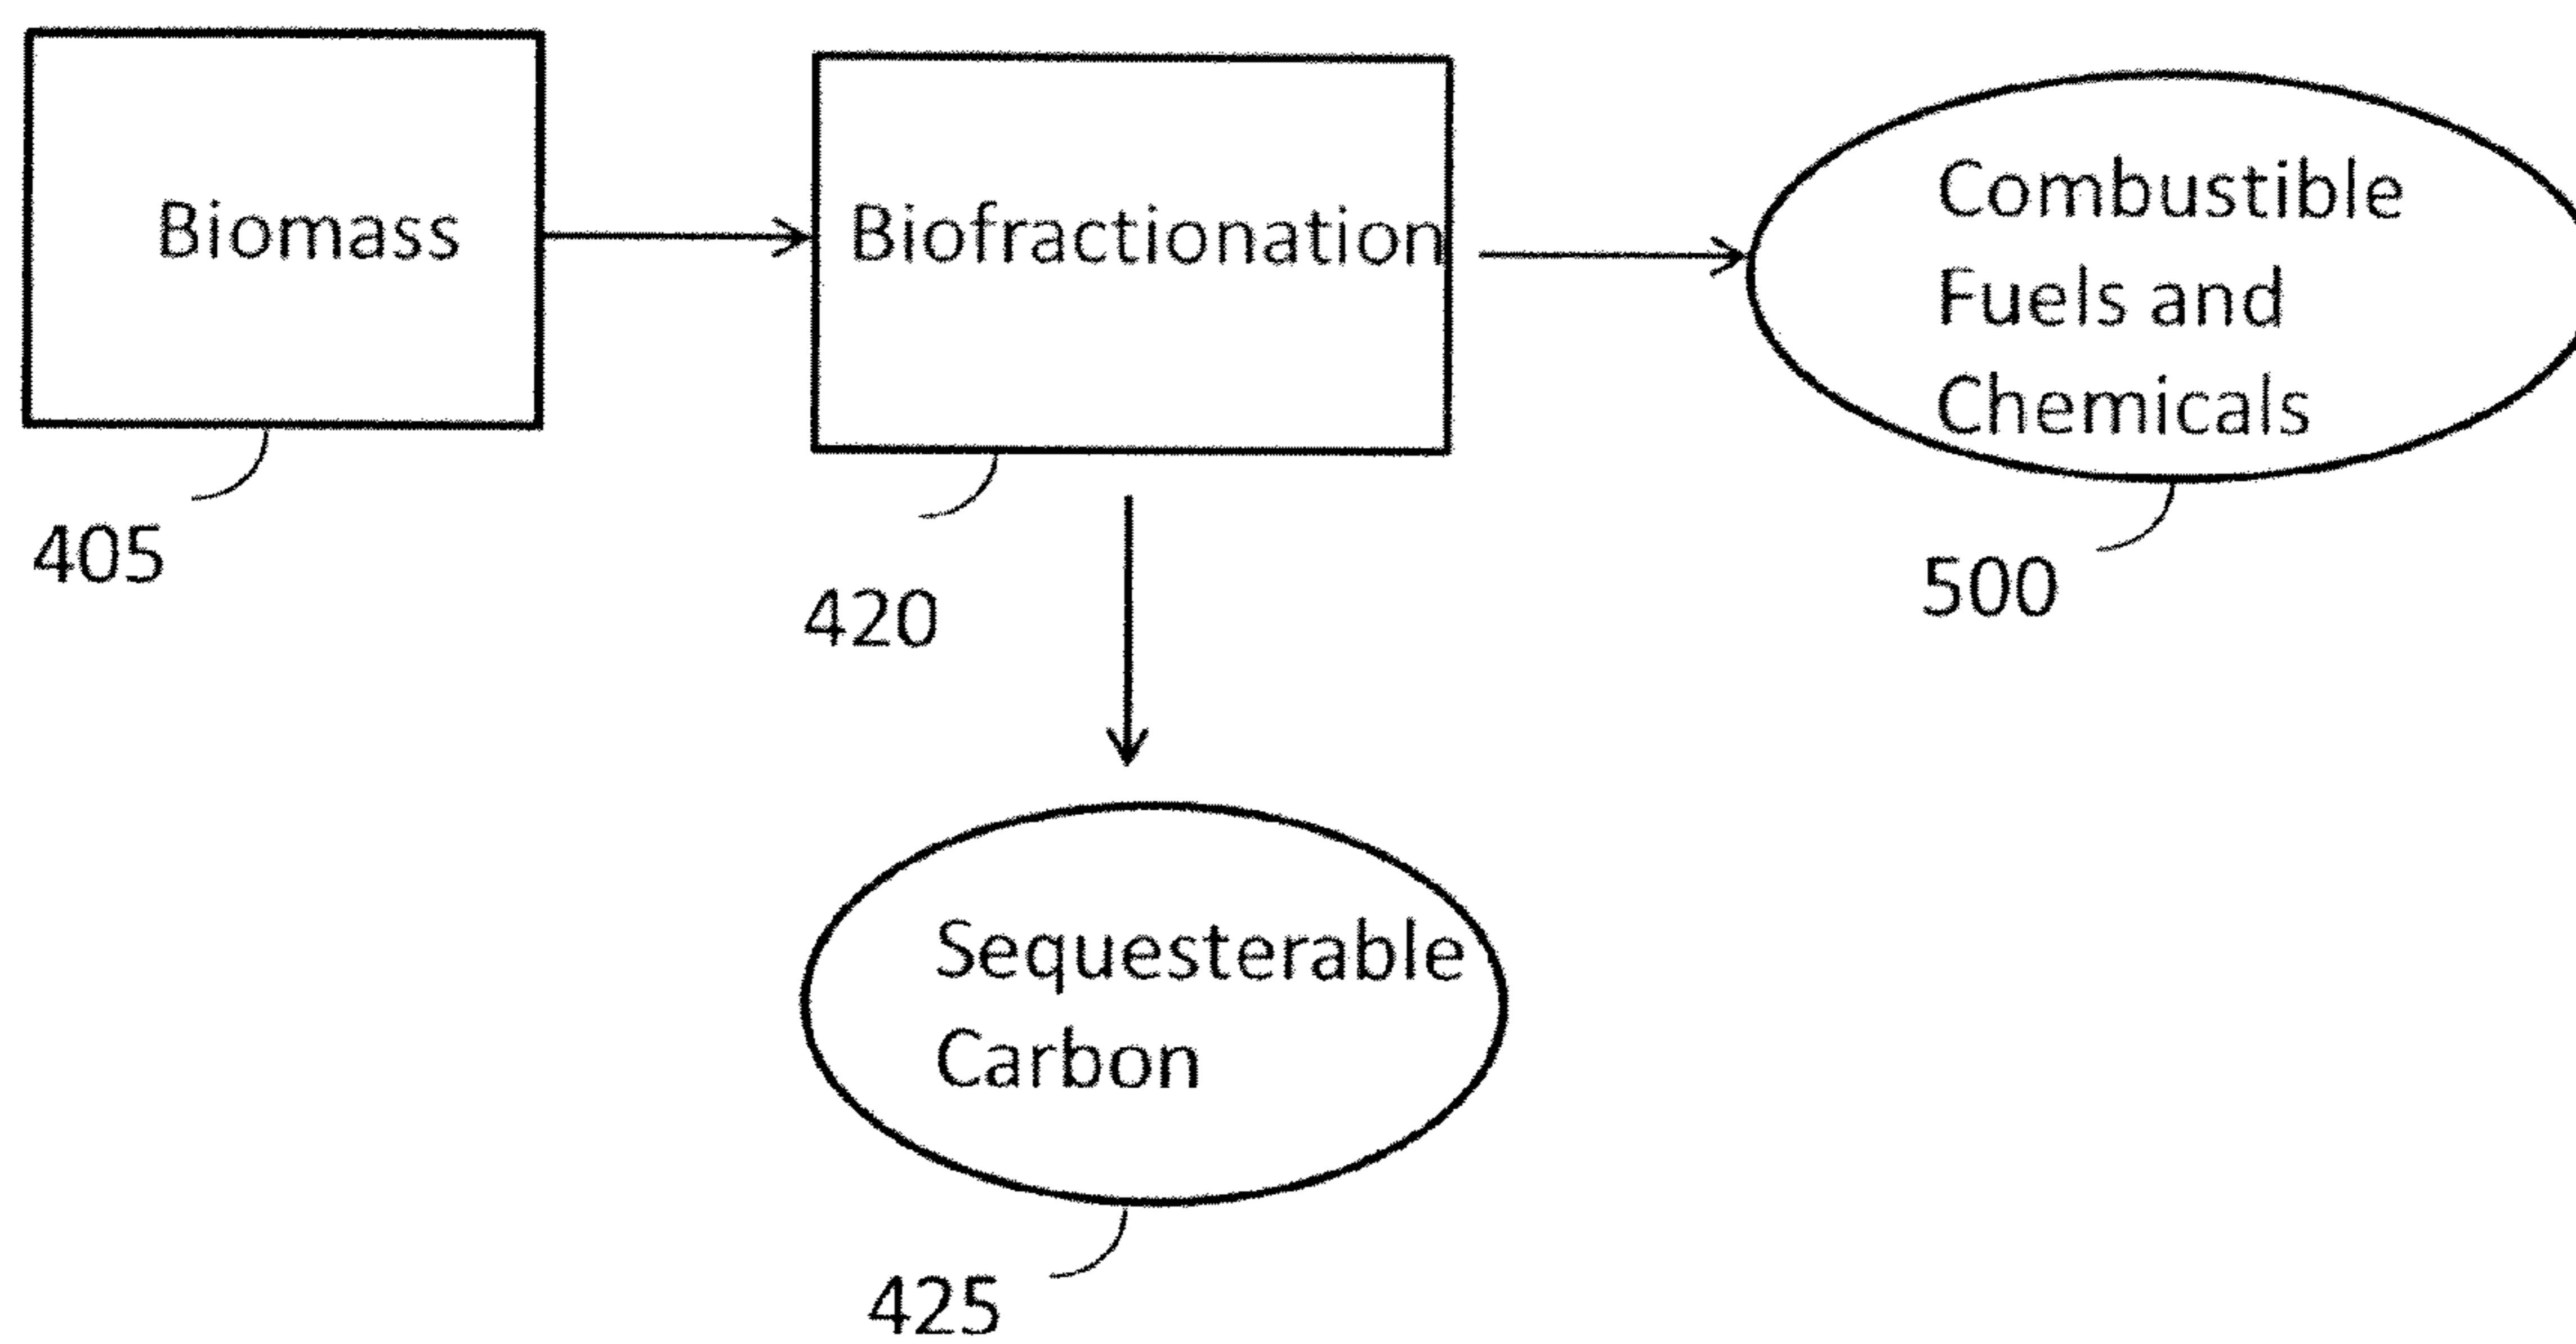 Biomass
Biofractionation
Combustible
Fuels and
Chemicals
405
420
500
Sequesterable
Carbon
425